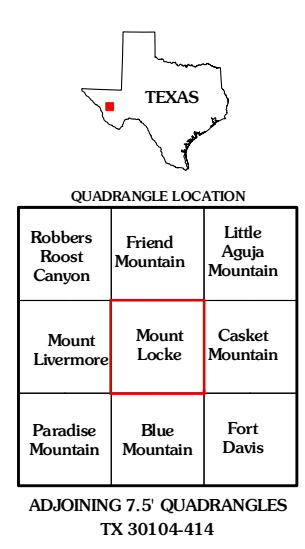 TEXAS
QUADRANGLE LOCATION
Robbers
Roost
Canyon
Friend
Mountain
Little
Aguja
Mountain
Mount
Livermore
Mount
Locke
Casket
Mountain
Paradise
Mountain
Blue
Mountain
Fort
Davis
ADJOINING 7.5' QUADRANGLES
TX 30104-414